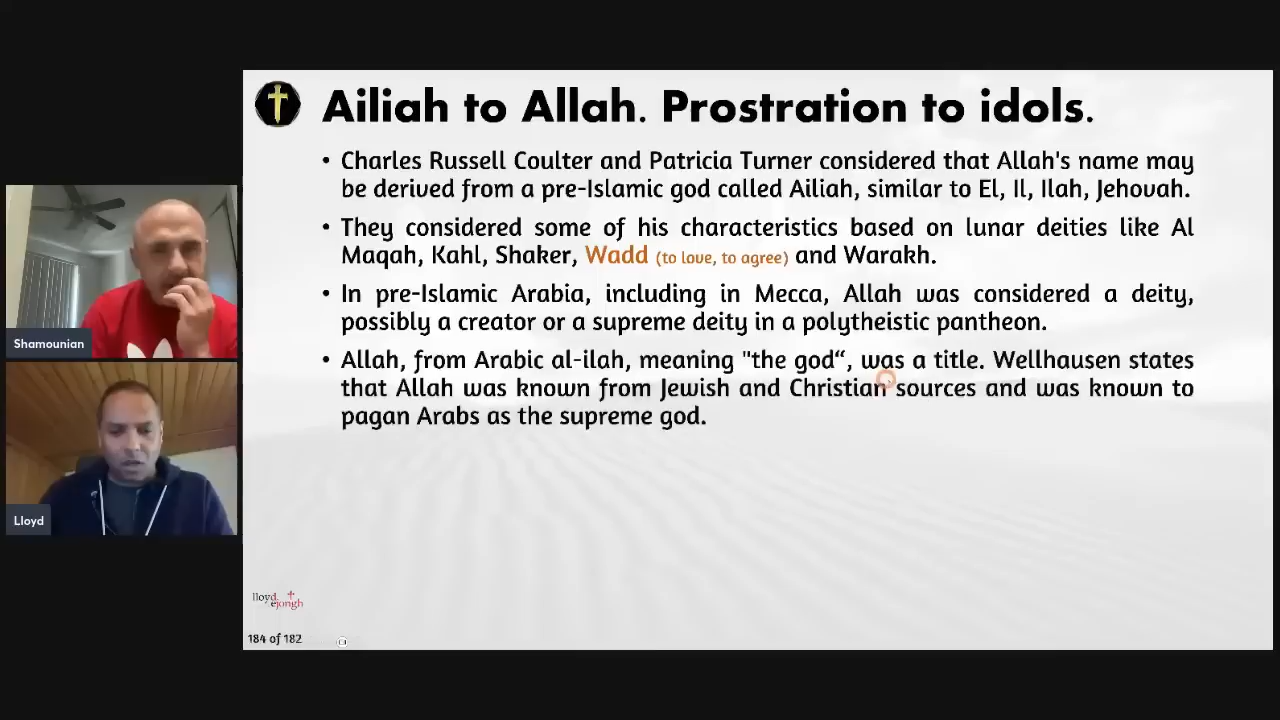 Ailiah to Allah. Prostration to idols.
• Charles Russell Coulter and Patricia Turner considered that Allah's name may
be derived from a pre-Islamic god called Ailiah, similar to El, Il, Ilah, Jehovah.
• They considered some of his characteristics based on lunar deities like Al
Maqah, Kahl, Shaker, Wadd (to love, to agree) and Warakh.
• In pre-Islamic Arabia, including in Mecca, Allah was considered a deity,
possibly a creator or a supreme deity in a polytheistic pantheon.
• Allah, from Arabic al-ilah, meaning "the god“, was a title. Wellhausen states
that Allah was known from Jewish and Christian sources and was known to
pagan Arabs as the supreme god.
Shamounian
Lloyd
lloyd
ejongh
184 of 182